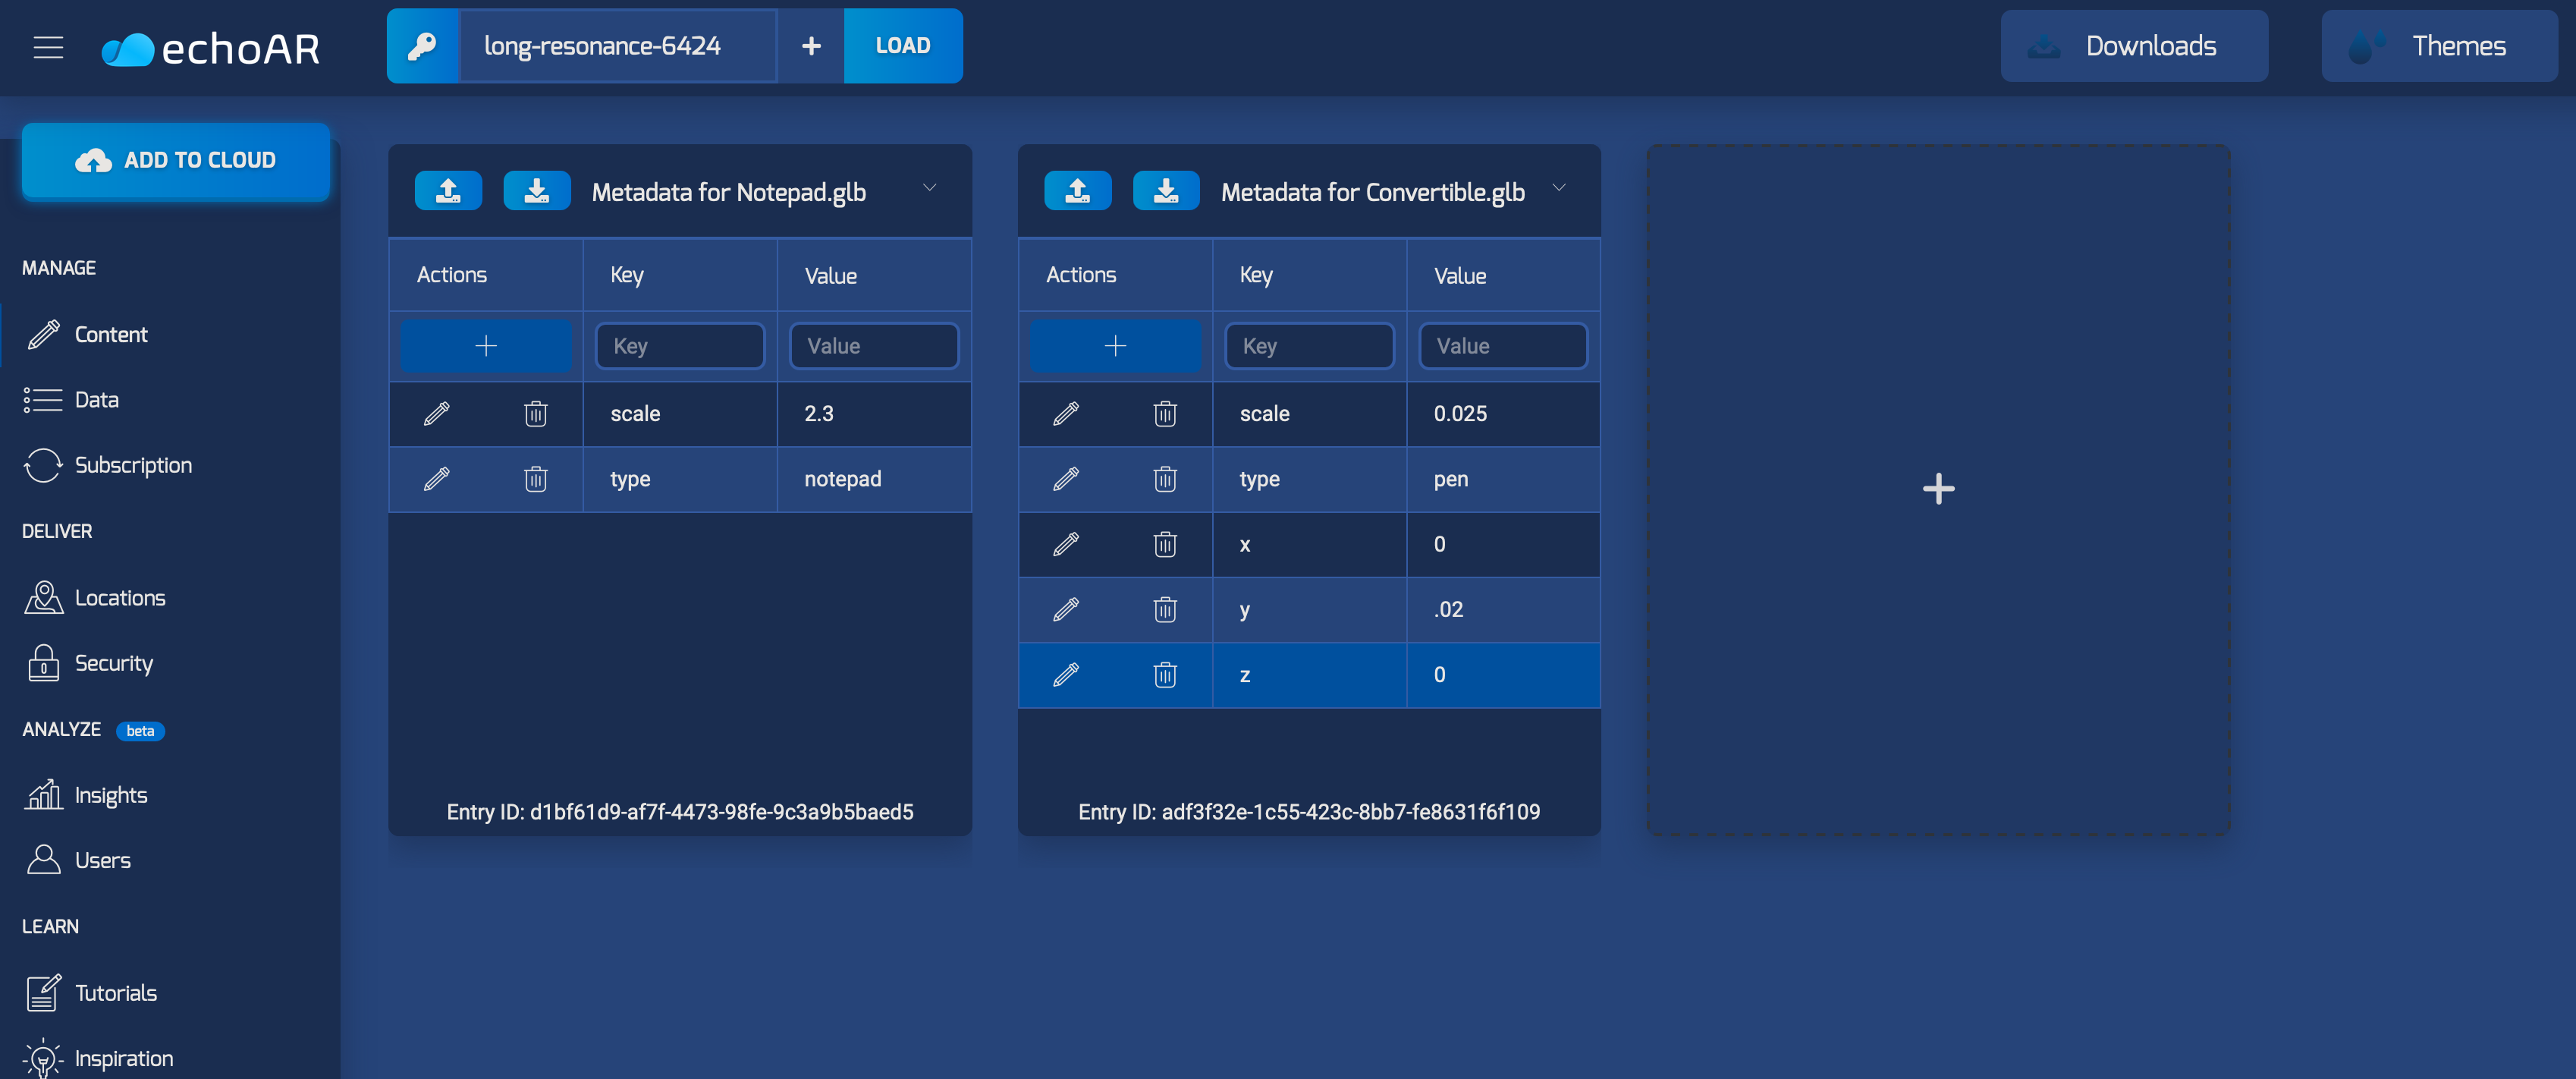 echoAR
long-resonance-6424
LOAD
Downloads
Themes
ADD TO CLOUD
MANAGE
Content
Data
Subscription
DELIVER
Locations
Security
ANALYZE beta
Insights
Users
LEARN
Tutorials
Inspiration
Metadata for Notepad.glb
Actions Key Value
Key Value
scale 2.3
type notepad
Entry ID: d1bf61d9-af7f-4473-98fe-9c3a9b5baed5
Metadata for Convertible.glb
Actions Key Value
Key Value
scale 0.025
type pen
x 0
y .02
z 0
Entry ID: adf3f32e-1c55-423c-8bb7-fe8631f6f109